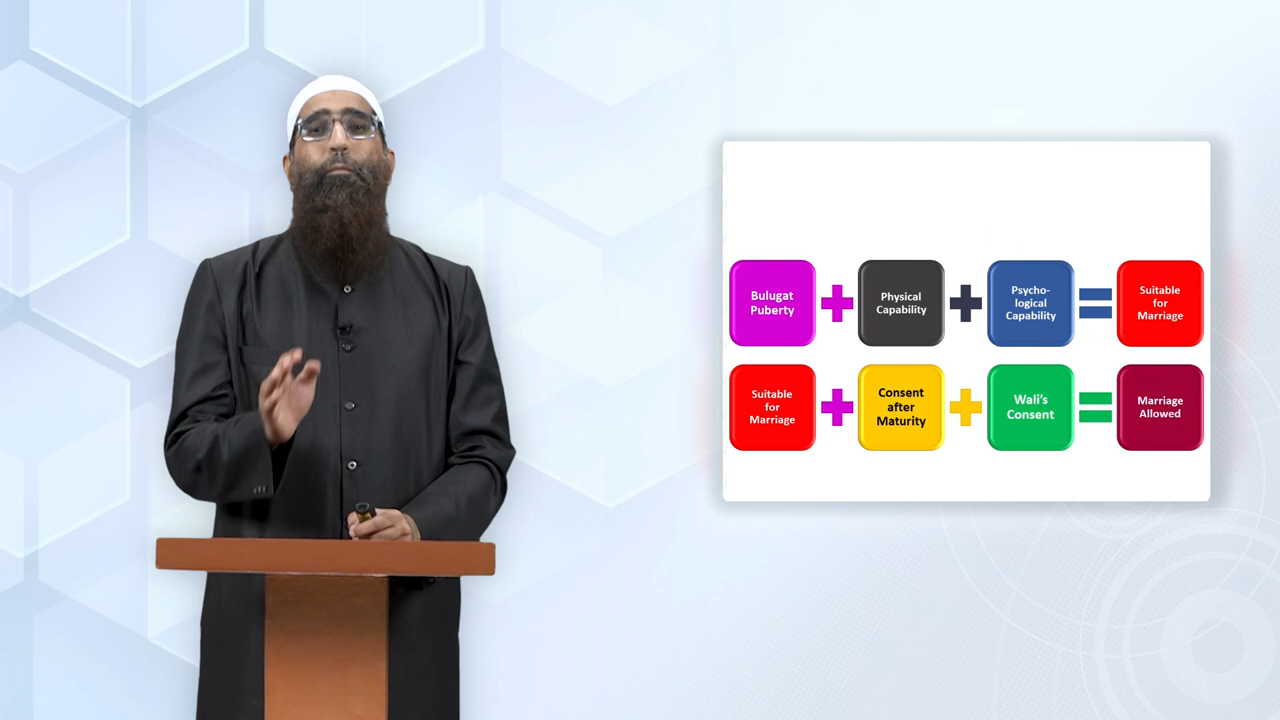 Bulugat
Puberty
Physical
Capability
Psycho-
logical
Capability
Suitable
for
Marriage
Suitable
for
Marriage
Consent
after
Maturity
Wali's
Consent
Marriage
Allowed